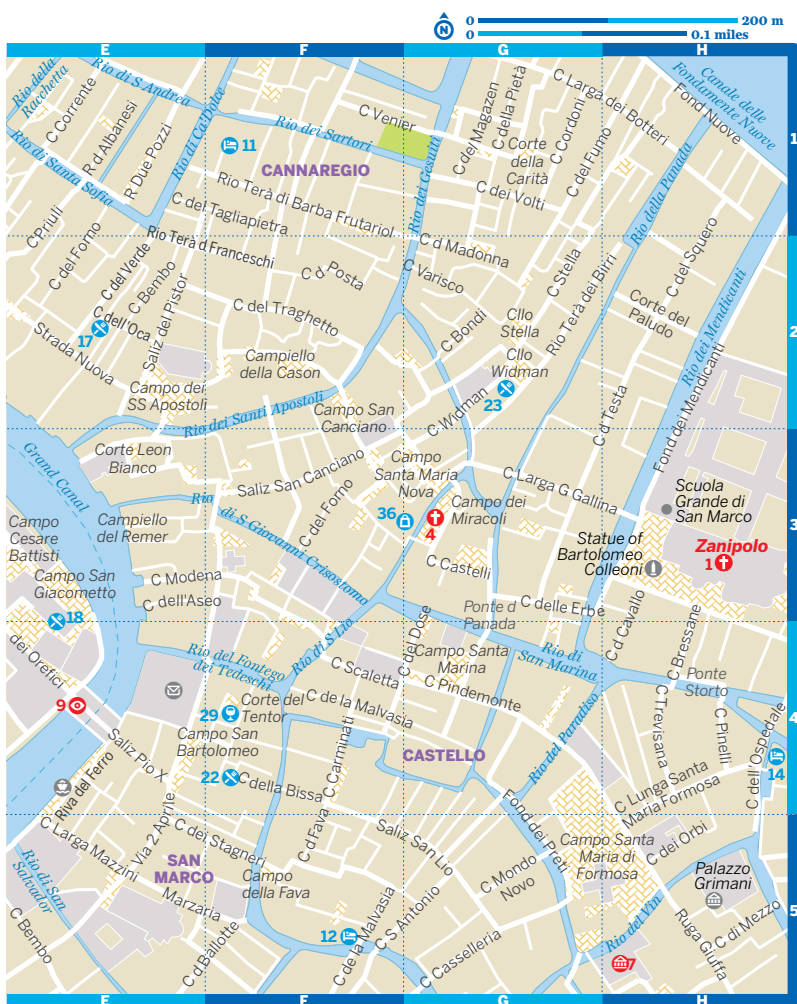 N
0 200 m
0 0.1 miles
E F G H
1
2
3
4
5
Rio della
Racchetta
Rio di S Andrea
C Corrente
R d Albanesi
R Due Pozzi
Rio di Ca'Dolce
Rio di Santa Sofia
11
CANNAREGIO
Rio dei Sartori
C Venier
Rio dei Gesuiti
C del Magazen
C della Pietà
C Larga dei Botteri
Corte
della
Carità
C Cordoni
C del Fumo
C dei Volti
Rio della Panada
Fond Nuove
Canale delle
Fondamente Nuove
Rio Terà di Barba Frutariol
C del Tagliapietra
Rio Terà d Franceschi
C Priuli
C del Forno
C del Verde
C Bembo
C dell'Oca
17
Strada Nuova
Saliz del Pistor
C d Posta
C del Traghetto
C d Madonna
C Varisco
C Bondi
C Stella
Rio Terà dei Birri
Cllo
Stella
Cllo
Widman
23
C Widman
C del Squero
Corte del
Paludo
Rio dei Mendicanti
Fond dei Mendicanti
C d Testa
Campiello
della Cason
Campo dei
SS Apostoli
Rio dei Santi Apostoli
Campo San
Canciano
Grand Canal
Corte Leon
Bianco
Saliz San Canciano
C del Forno
Campo
Santa Maria
Nova
C Larga G Gallina
36
4
Campo dei
Miracoli
C Castelli
Scuola
Grande di
San Marco
Statue of
Bartolomeo
Colleoni
Zanipolo
1
Campo
Cesare
Battisti
Campiello
del Remer
Rio di S Giovanni Crisostomo
Campo San
Giacometto
18
C Modena
C dell'Aseo
Ponte d
Panada
C delle Erbe
C d Cavallo
C Bressane
dei Orefici
9
Rio del Fontego
dei Tedeschi
Rio di S Lio
C Scaletta
C del Dose
Campo Santa
Marina
Rio di
San Marina
Ponte
Storto
29
Corte del
Tentor
C de la Malvasia
C Pindemonte
Campo San
Bartolomeo
CASTELLO
Rio del Paradiso
C Trevisana
C Pinelli
C dell'Ospedale
14
Saliz Pio X
Riva del Ferro
22
C della Bissa
C Carminati
C Lunga Santa
Maria Formosa
Via 2 Aprile
C Larga Mazzini
C dei Stagneri
C d Fava
Saliz San Lio
Fond dei Preti
Campo Santa
Maria di
Formosa
C dei Orbi
Rio di San
Salvador
SAN
MARCO
Marzaria
Campo
della Fava
C Mondo
Novo
Palazzo
Grimani
C Bembo
C d Ballotte
12
C de la Malvasia
C S Antonio
C Casselleria
Rio del Vin
7
Ruga Giuffa
C di Mezzo
E F G H